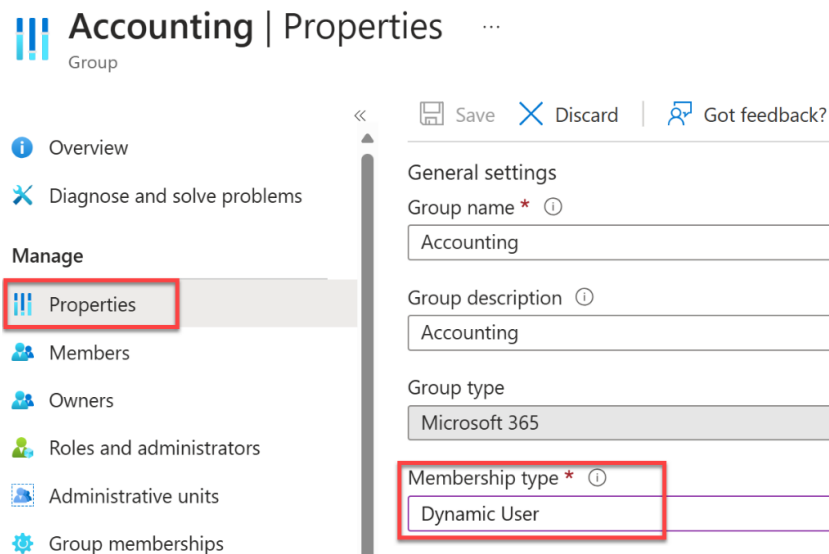 Accounting | Properties ...
Group
«
Save Discard Got feedback?
Overview
Diagnose and solve problems
Manage
Properties
Members
Owners
Roles and administrators
Administrative units
Group memberships
General settings
Group name *
Accounting
Group description
Accounting
Group type
Microsoft 365
Membership type *
Dynamic User